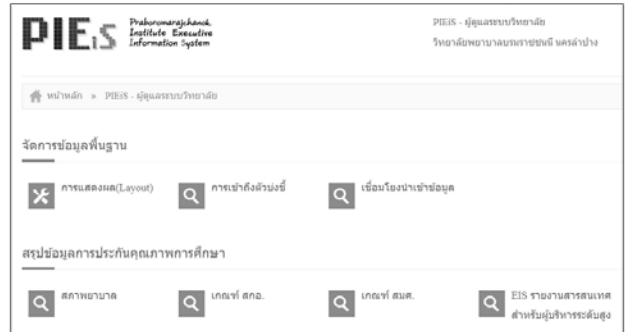 PIEiS
Praboromarajchanok
Institute Executive
Information System
PIEiS - ผู้ดูแลระบบวิทยาลัย
วิทยาลัยพยาบาลบรมราชชนนี นครลำปาง
หน้าหลัก » PIEiS - ผู้ดูแลระบบวิทยาลัย
จัดการข้อมูลพื้นฐาน
การแสดงผล(Layout)
การเข้าถึงตัวบ่งชี้
เชื่อมโยงนำเข้าข้อมูล
สรุปข้อมูลการประกันคุณภาพการศึกษา
สภาพยาบาล
เกณฑ์ สกอ.
เกณฑ์ สมศ.
EIS รายงานสารสนเทศ
สำหรับผู้บริหารระดับสูง